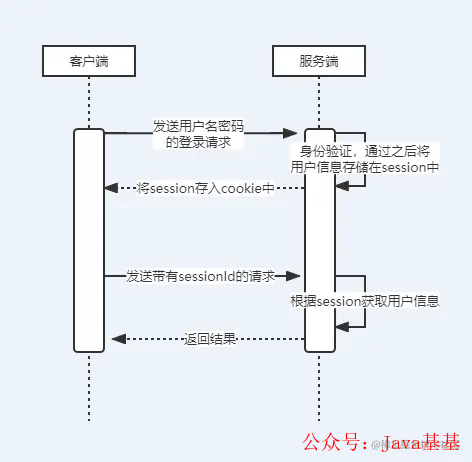 客户端
服务端
发送用户名密码
的登录请求
身份验证，通过之后将
用户信息存储在session中
将session存入cookie中
发送带有sessionId的请求
根据session获取用户信息
返回结果
公众号：Java基基